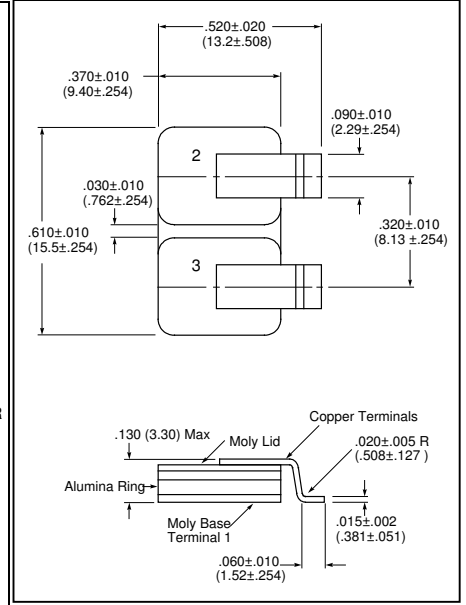 .520±.020
(13.2±.508)
.370±.010
(9.40±.254)
.090±.010
(2.29±.254)
2
.030±.010
(.762±.254)
.320±.010
(8.13 ±.254)
.610±.010
(15.5±.254)
3
Copper Terminals
.130 (3.30) Max
Moly Lid
.020±.005 R
(.508±.127 )
Alumina Ring
Moly Base
Terminal 1
.015±.002
(.381±.051)
.060±.010
(1.52±.254)